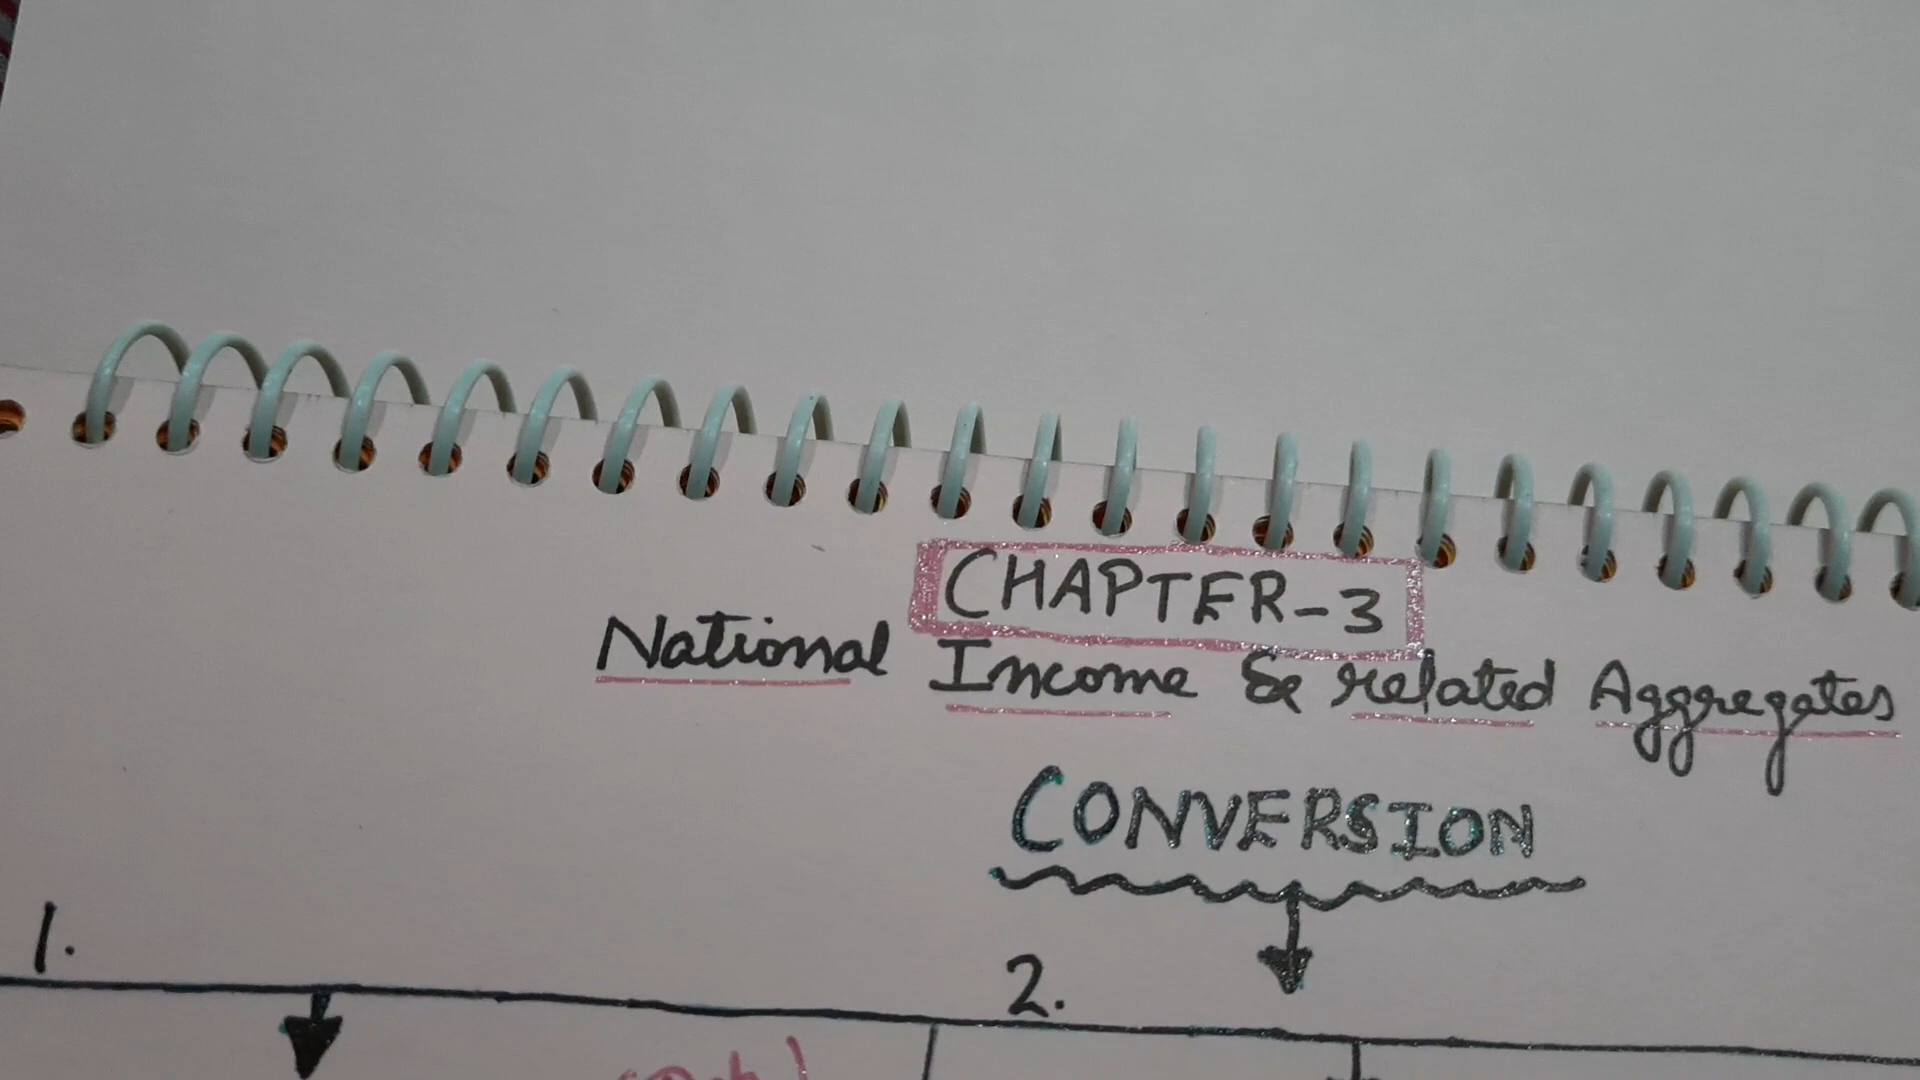 CHAPTER-3
National Income & related Aggregates
CONVERSION
1.
2.